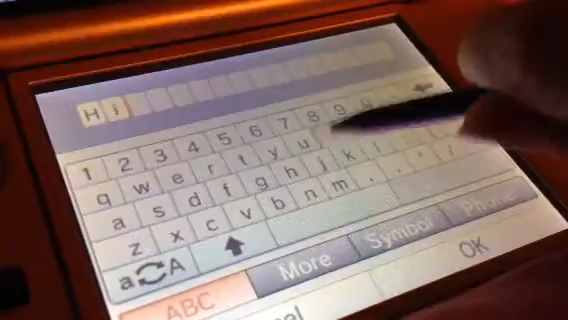 Hi
1 2 3 4 5 6 7 8 9
q w e r t y u
a s d f g h j k l
z x c v b n m , .
aA
ABC More Symbol Phone
OK